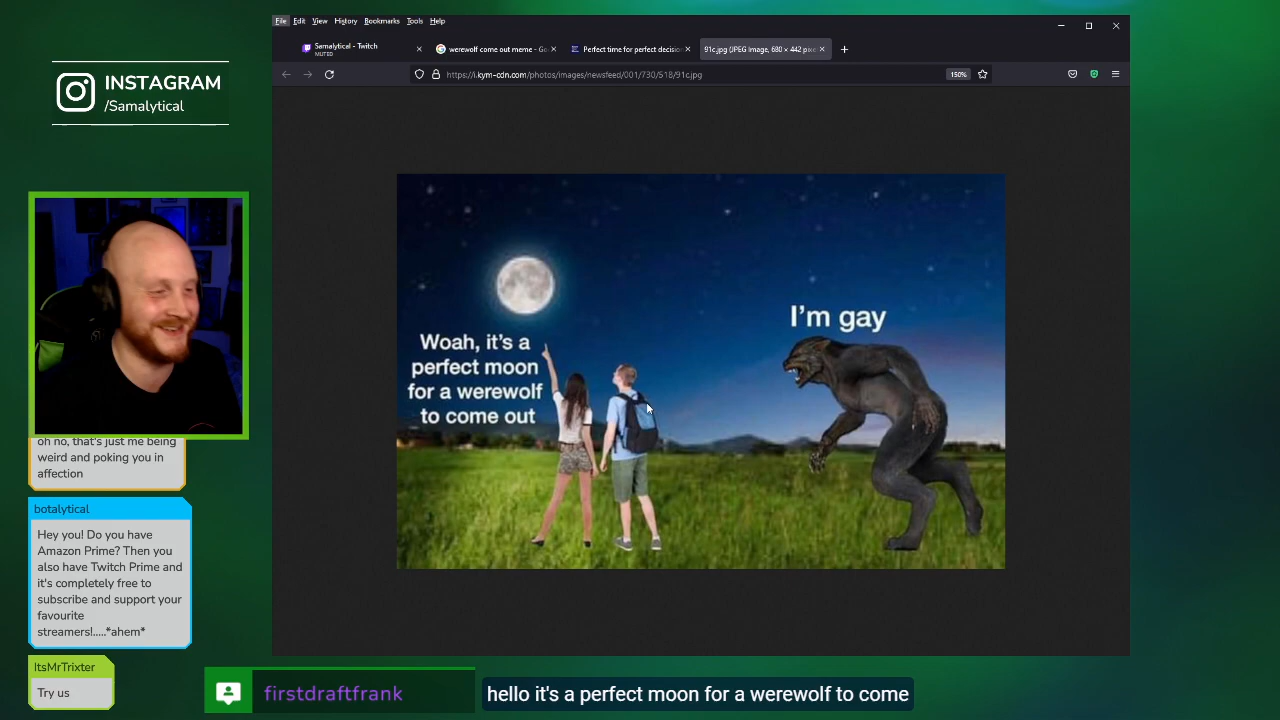 File Edit View History Bookmarks Tools Help
Samalytical - Twitch
MUTED
werewolf come out meme - Go
Perfect time for perfect decision
91c.jpg (JPEG Image, 680 × 442 pixe
https://i.kym-cdn.com/photos/images/newsfeed/001/730/518/91c.jpg
150%
INSTAGRAM
/Samalytical
Woah, it's a
perfect moon
for a werewolf
to come out
I'm gay
oh no, that's just me being
weird and poking you in
affection
botalytical
Hey you! Do you have
Amazon Prime? Then you
also have Twitch Prime and
it's completely free to
subscribe and support your
favourite
streamers!.....*ahem*
ItsMrTrixter
Try us
firstdraftfrank
hello it's a perfect moon for a werewolf to come